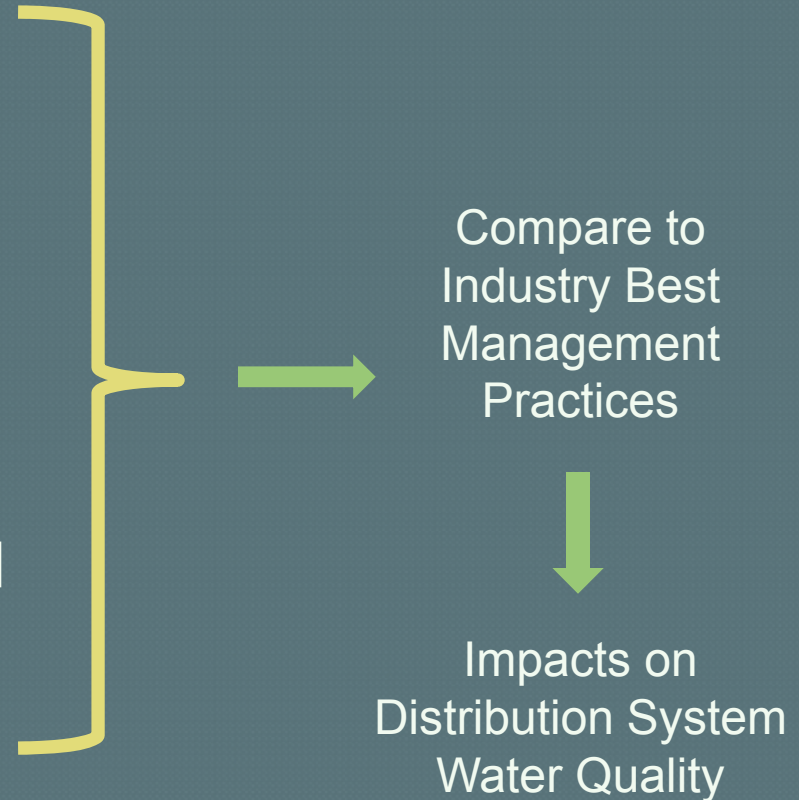 Compare to
Industry Best
Management
Practices
Impacts on
Distribution System
Water Quality